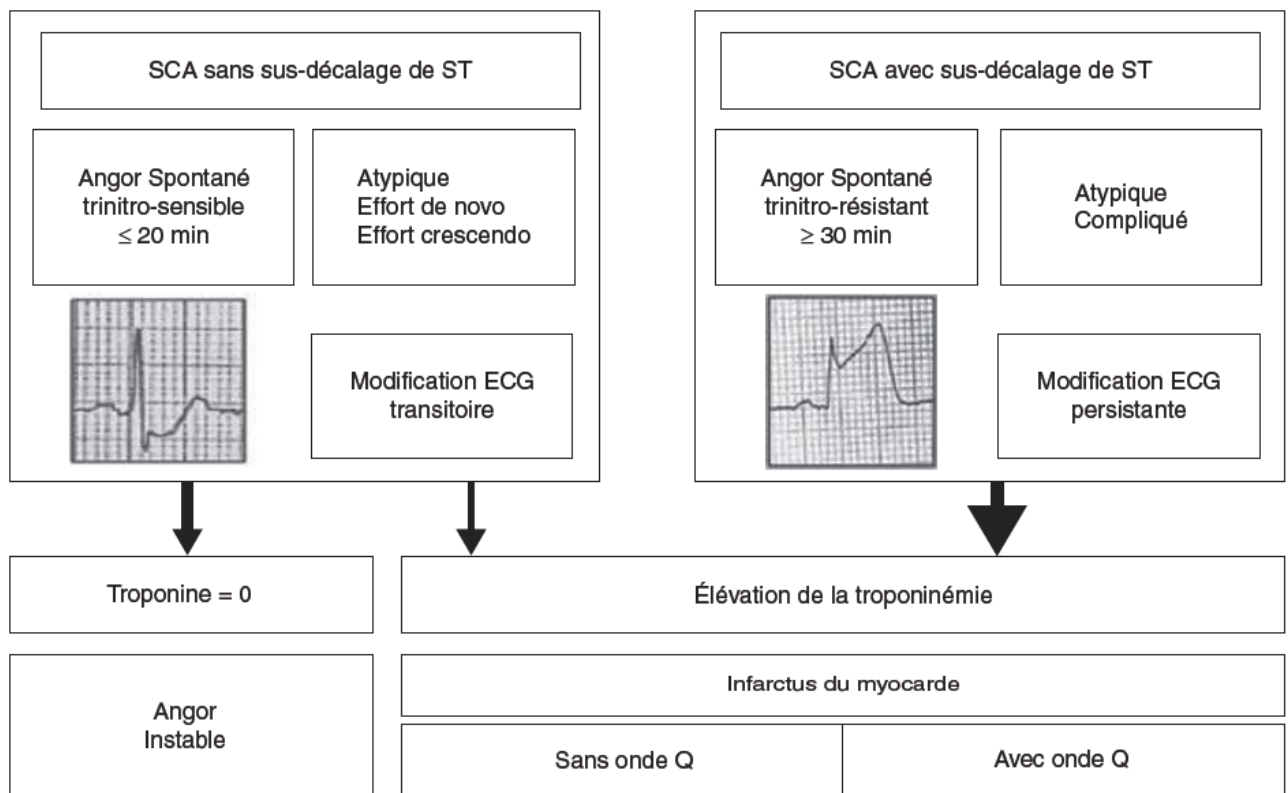 SCA sans sus-décalage de ST
Angor Spontané
trinitro-sensible
≤ 20 min
Atypique
Effort de novo
Effort crescendo
Modification ECG
transitoire
SCA avec sus-décalage de ST
Angor Spontané
trinitro-résistant
≥ 30 min
Atypique
Compliqué
Modification ECG
persistante
Troponine = 0
Élévation de la troponinémie
Angor
Instable
Infarctus du myocarde
Sans onde Q
Avec onde Q